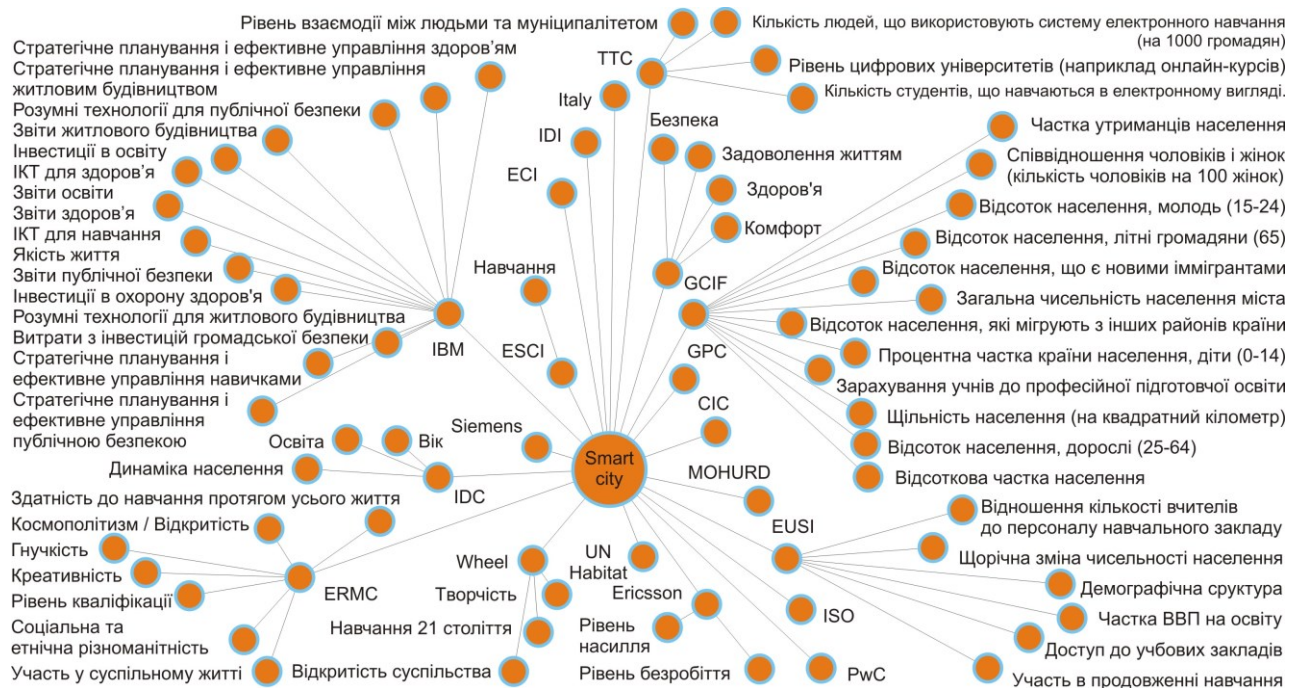 Рівень взаємодії між людьми та муніципалітетом
Кількість людей, що використовують систему електронного навчання
(на 1000 громадян)
TTC
Рівень цифрових університетів (наприклад онлайн-курсів)
Кількість студентів, що навчаються в електронному вигляді.
Стратегічне планування і ефективне управління здоров’ям
Стратегічне планування і ефективне управління
житловим будівництвом
Розумні технології для публічної безпеки
Звіти житлового будівництва
Інвестиції в освіту
ІКТ для здоров’я
Звіти освіти
Звіти здоров’я
ІКТ для навчання
Якість життя
Звіти публічної безпеки
Інвестиції в охорону здоров'я
Розумні технології для житлового будівництва
Витрати з інвестицій громадської безпеки
Стратегічне планування і
ефективне управління навичками
Стратегічне планування і
ефективне управління
публічною безпекою
IBM
Italy
IDI
ECI
Безпека
Задоволення життям
Здоров'я
Комфорт
GCIF
Навчання
ESCI
GPC
CIC
Siemens
Smart
city
MOHURD
EUSI
Частка утриманців населення
Співвідношення чоловіків і жінок
(кількість чоловіків на 100 жінок)
Відсоток населення, молодь (15-24)
Відсоток населення, літні громадяни (65)
Відсоток населення, що є новими іммігрантами
Загальна чисельність населення міста
Відсоток населення, які мігрують з інших районів країни
Процентна частка країни населення, діти (0-14)
Зарахування учнів до професійної підготовчої освіти
Щільність населення (на квадратний кілометр)
Відсоток населення, дорослі (25-64)
Відсоткова частка населення
Освіта
Вік
Динаміка населення
IDC
Здатність до навчання протягом усього життя
Космополітизм / Відкритість
Гнучкість
Креативність
Рівень кваліфікації
Соціальна та
етнічна різноманітність
Участь у суспільному житті
ERMC
Wheel
Творчість
Навчання 21 століття
Відкритість суспільства
UN
Habitat
Ericsson
Рівень
насилля
Рівень безробіття
PwC
ISO
Відношення кількості вчителів
до персоналу навчального закладу
Щорічна зміна чисельності населення
Демографічна сруктура
Частка ВВП на освіту
Доступ до учбових закладів
Участь в продовженні навчання